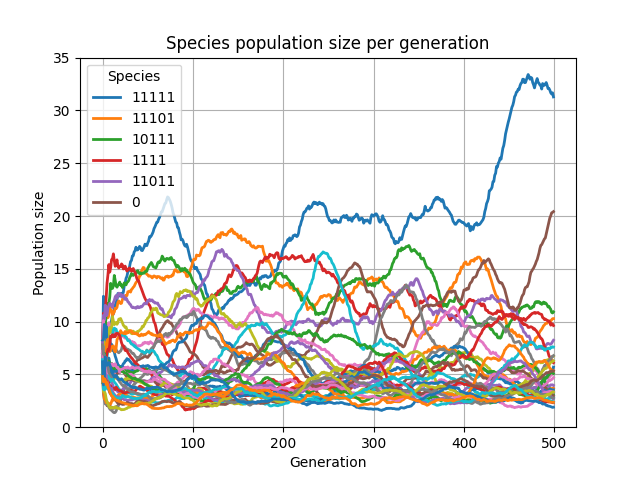 Species population size per generation
Species
11111
11101
10111
1111
11011
0
Population size
35
30
25
20
15
10
5
0
0 100 200 300 400 500
Generation